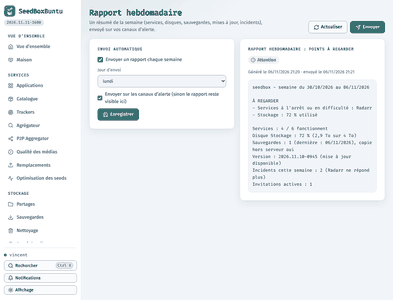 SeedBoxBuntu
2026.11.11-0948
VUE D'ENSEMBLE
Vue d'ensemble
Maisons
SERVICES
Applications
Catalogue
Trackers
Agrégateur
P2P Aggregator
Qualité des médias
Remplacements
Optimisation des seeds
STOCKAGE
Partages
Sauvegardes
Nettoyage
vincent
Rechercher
Ctrl K
Notifications
Affichage
Rapport hebdomadaire
Un résumé de la semaine (services, disques, sauvegardes, mises à jour, incidents),
envoyé sur vos canaux d'alerte.
Actualiser
Envoyer
ENVOI AUTOMATIQUE
Envoyer un rapport chaque semaine
Jour d'envoi
lundi
Envoyer sur les canaux d'alerte (sinon le rapport reste
visible ici)
Enregistrer
RAPPORT HEBDOMADAIRE : POINTS À REGARDER
Attention
Généré le 06/11/2026 21:20 · envoyé le 06/11/2026 21:21
seedbox - semaine du 30/10/2026 au 06/11/2026
À REGARDER
- Services à l'arrêt ou en difficulté : Radarr
- Stockage : 72 % utilisé
Services : 4 / 6 fonctionnent
Disque Stockage : 72 % (2,9 To sur 4 To)
Sauvegardes : 1 (dernière : 06/11/2026), copie
hors serveur oui
Version : 2026.11.10-0945 (mise à jour
disponible)
Incidents cette semaine : 2 (Radarr ne répond
plus)
Invitations actives : 1